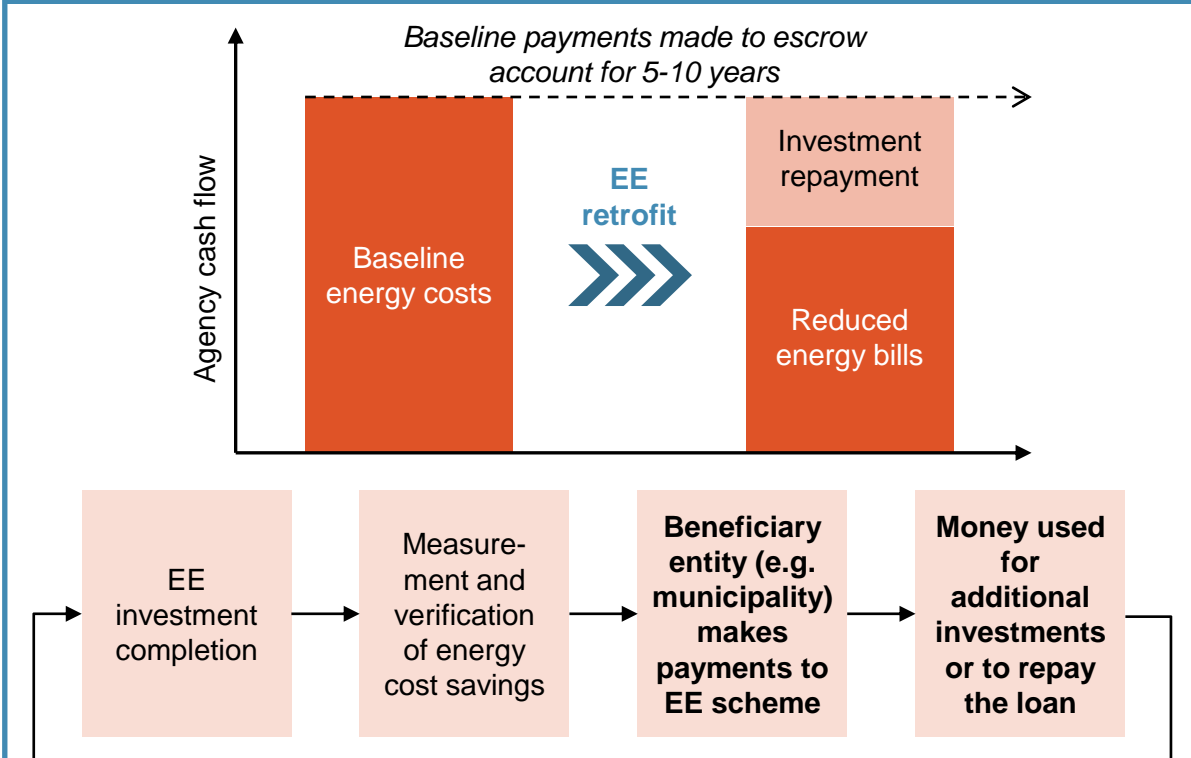 Baseline payments made to escrow
account for 5-10 years
Agency cash flow
Baseline
energy costs
EE
retrofit
Investment
repayment
Reduced
energy bills
EE
investment
completion
Measure-
ment and
verification
of energy
cost savings
Beneficiary
entity (e.g.
municipality)
makes
payments to
EE scheme
Money used
for
additional
investments
or to repay
the loan